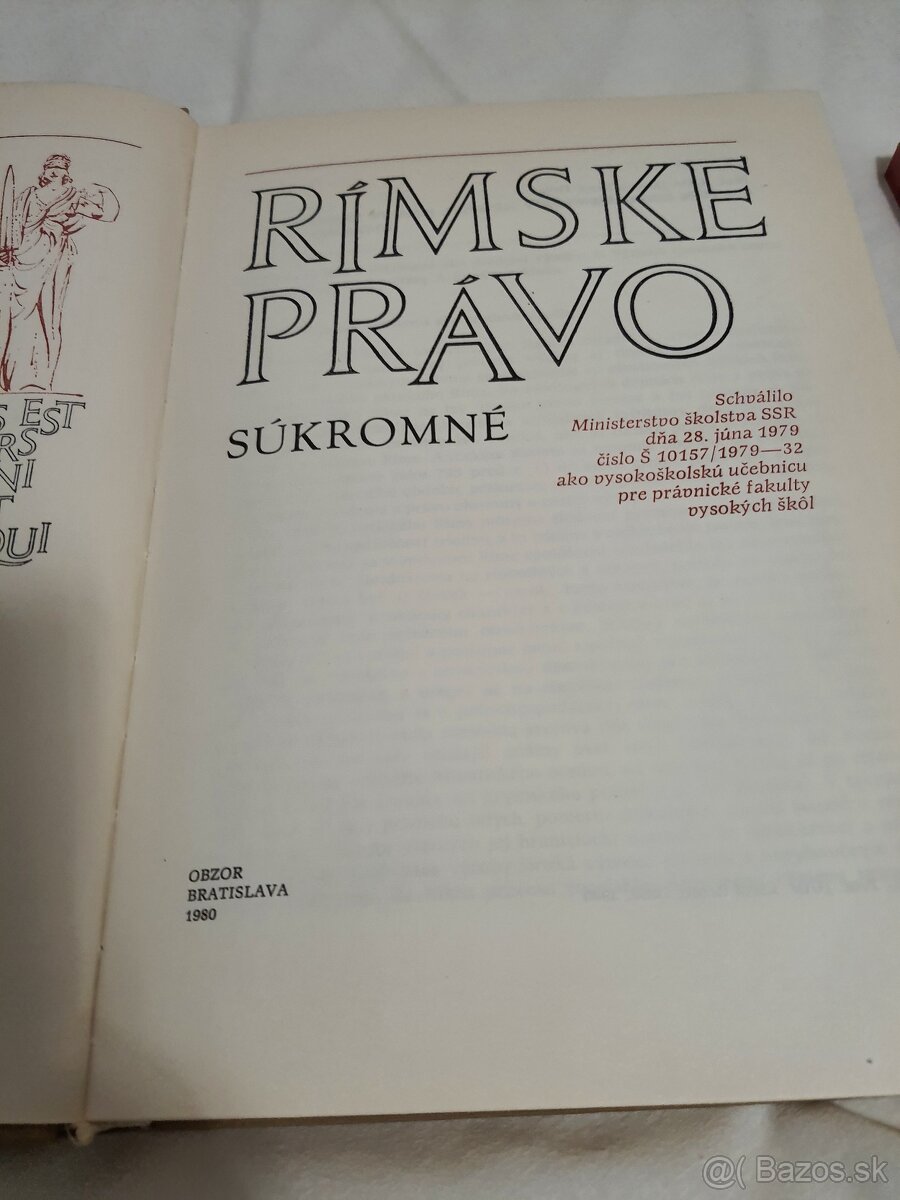 EST
RÍMSKE
PRÁVO
SÚKROMNÉ
Schválilo
Ministerstvo školstva SSR
dňa 28. júna 1979
číslo Š 10157/1979—32
ako vysokoškolskú učebnicu
pre právnické fakulty
vysokých škôl
OBZOR
BRATISLAVA
1980
@( Bazos.sk